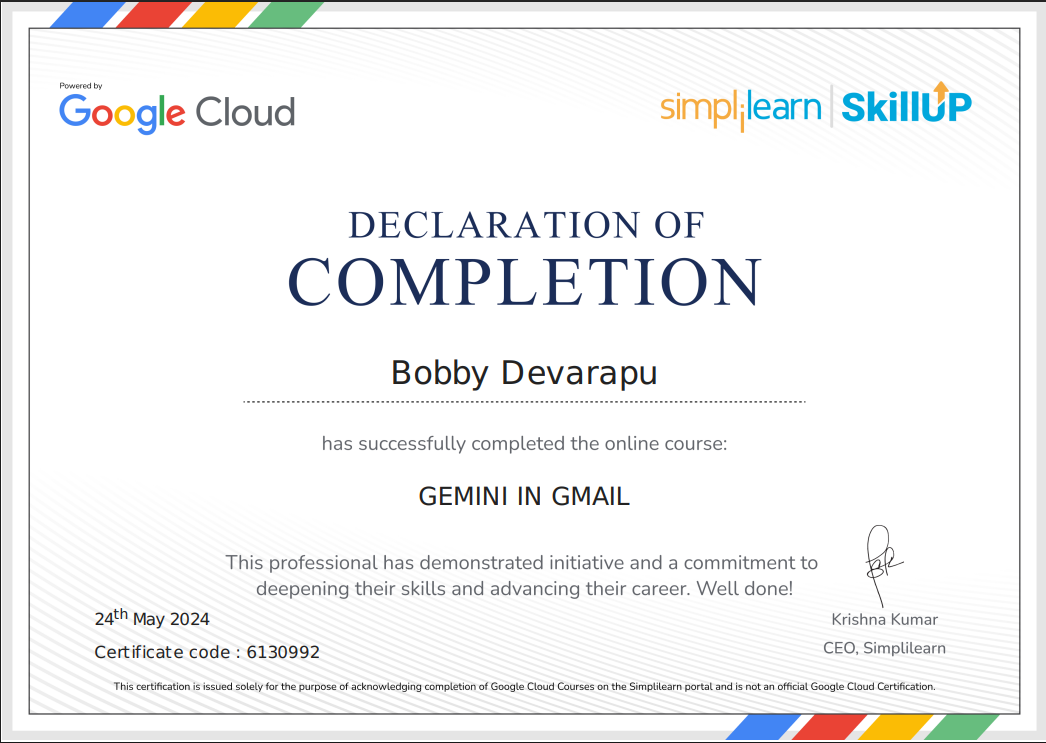 Powered by
Google Cloud
simplilearn | SkillUP
DECLARATION OF
COMPLETION
Bobby Devarapu
has successfully completed the online course:
GEMINI IN GMAIL
This professional has demonstrated initiative and a commitment to
deepening their skills and advancing their career. Well done!
24th May 2024
Krishna Kumar
Certificate code : 6130992
CEO, Simplilearn
This certification is issued solely for the purpose of acknowledging completion of Google Cloud Courses on the Simplilearn portal and is not an official Google Cloud Certification.